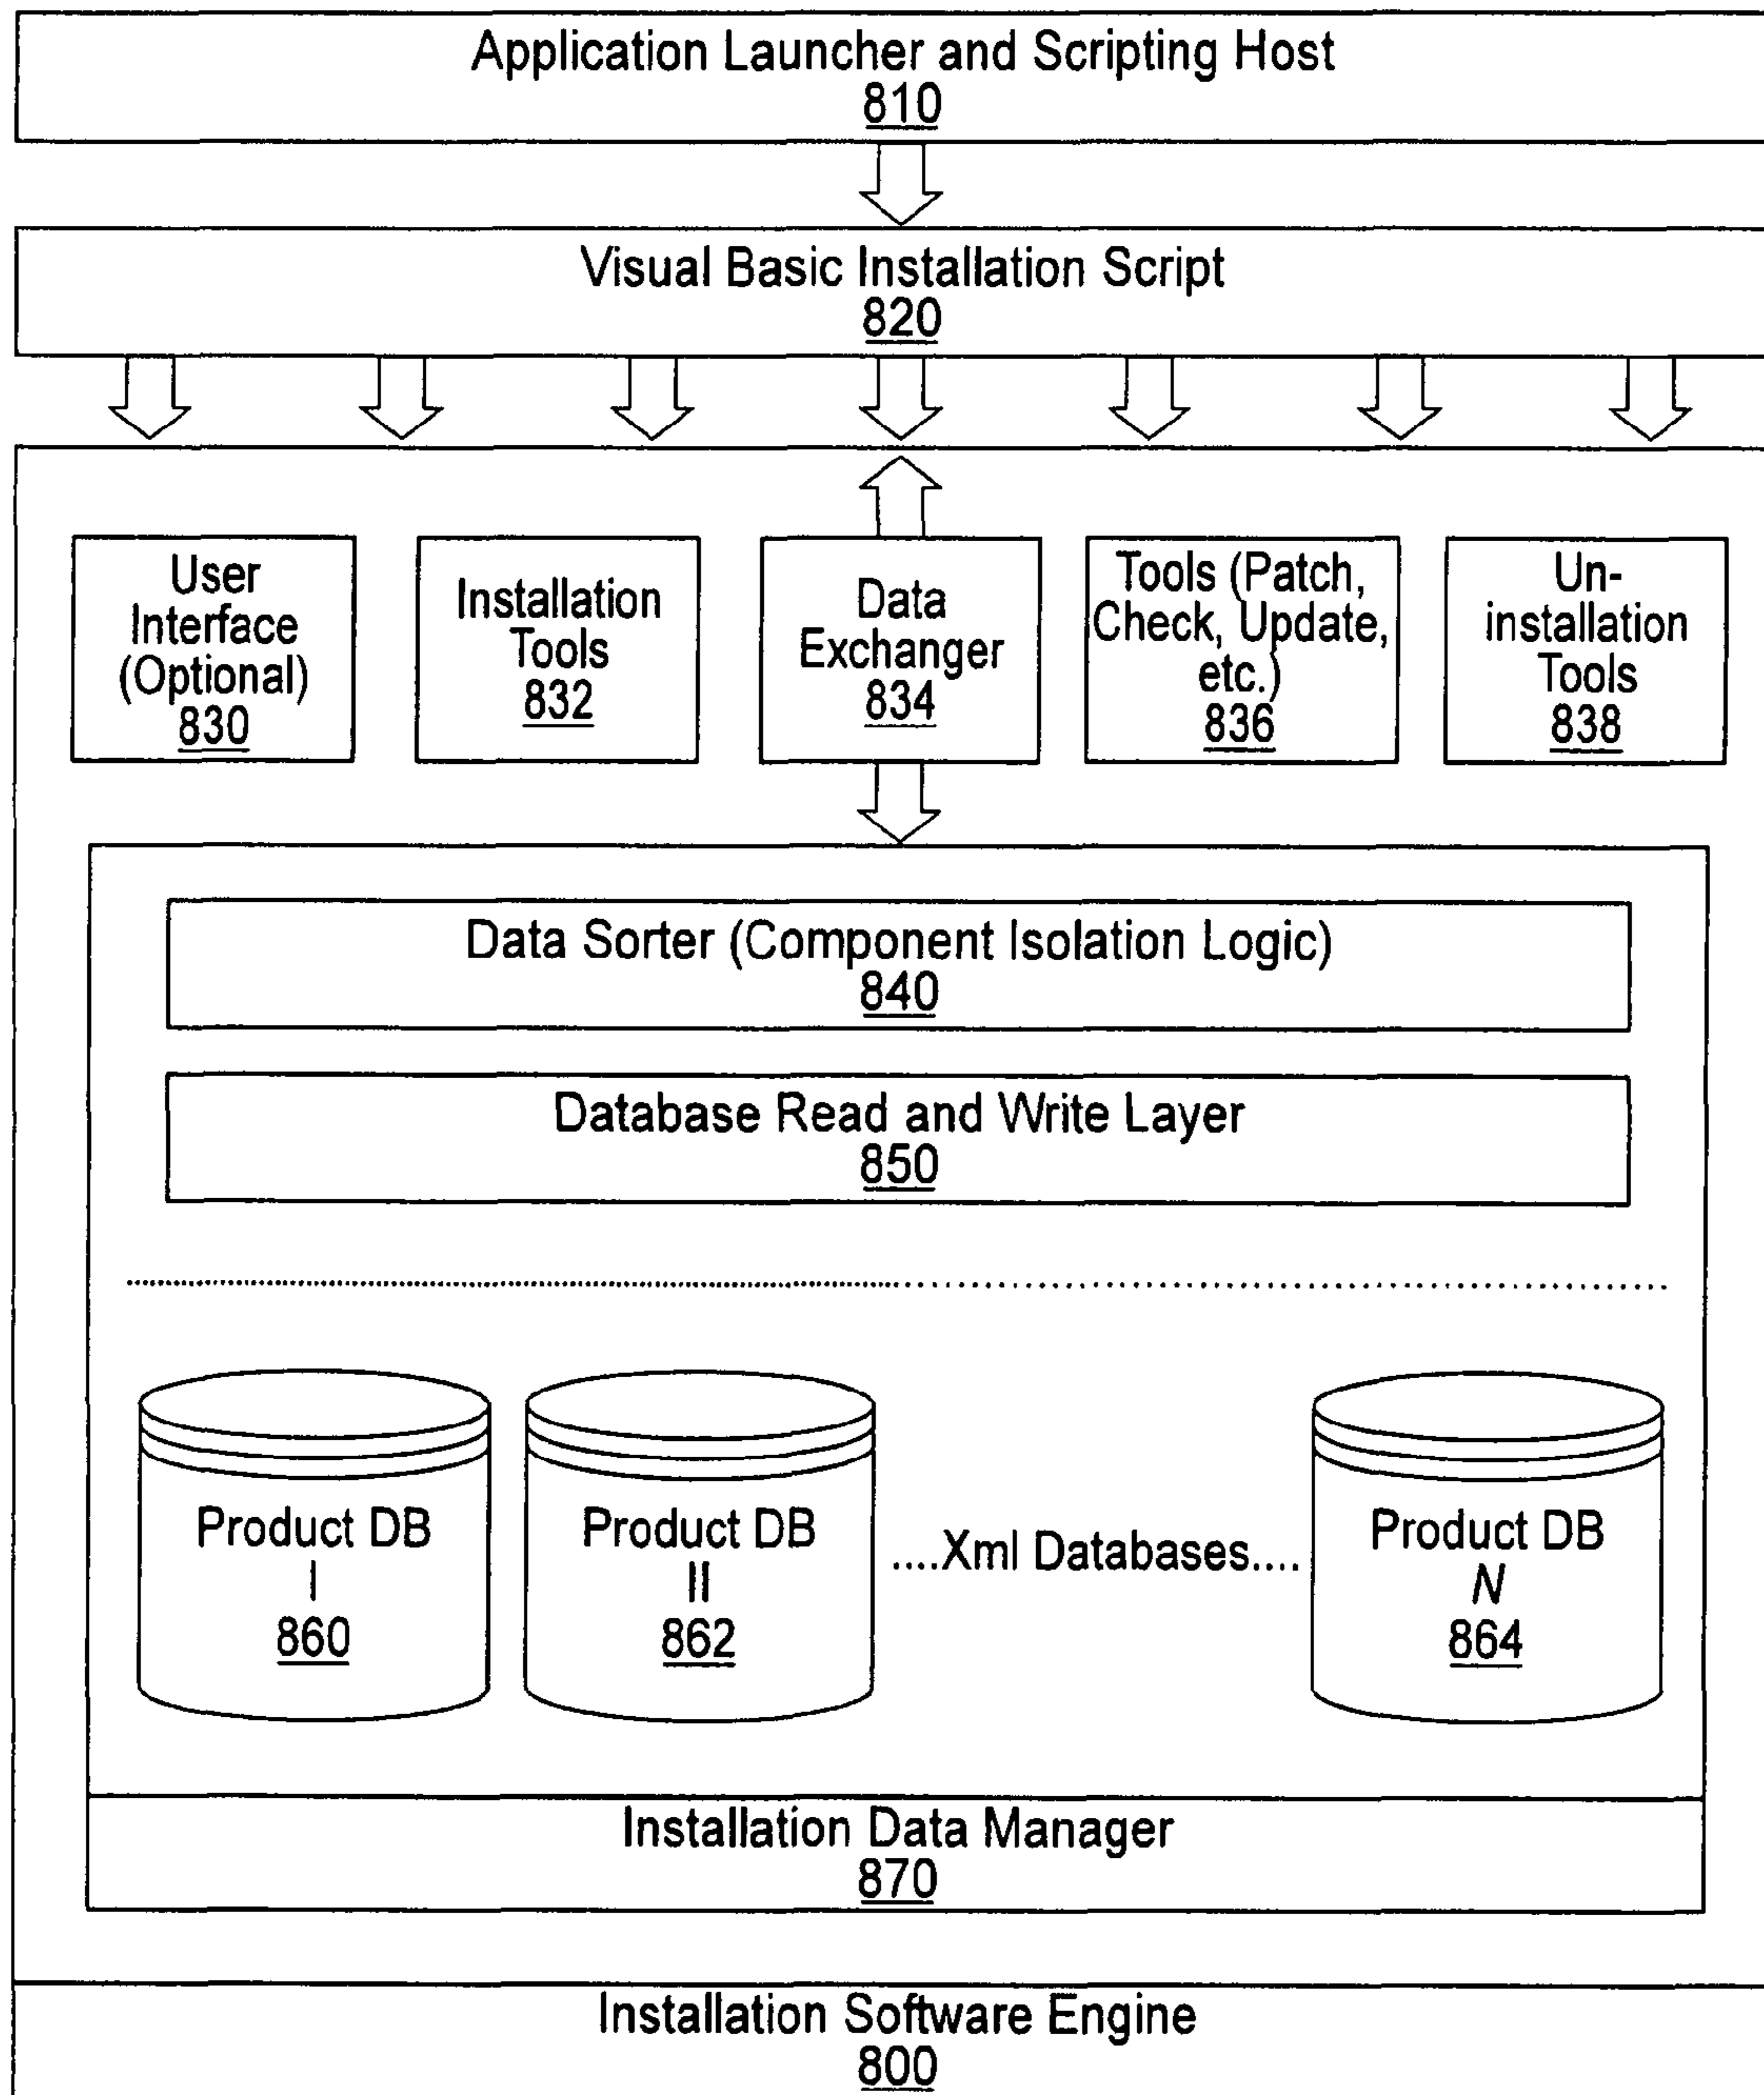 Application Launcher and Scripting Host
810
Visual Basic Installation Script
820
User
Interface
(Optional)
830
Installation
Tools
832
Data
Exchanger
834
Tools (Patch,
Check, Update,
etc.)
836
Un-
installation
Tools
838
Data Sorter (Component Isolation Logic)
840
Database Read and Write Layer
850
Product DB
I
860
Product DB
II
862
....Xml Databases....
Product DB
N
864
Installation Data Manager
870
Installation Software Engine
800